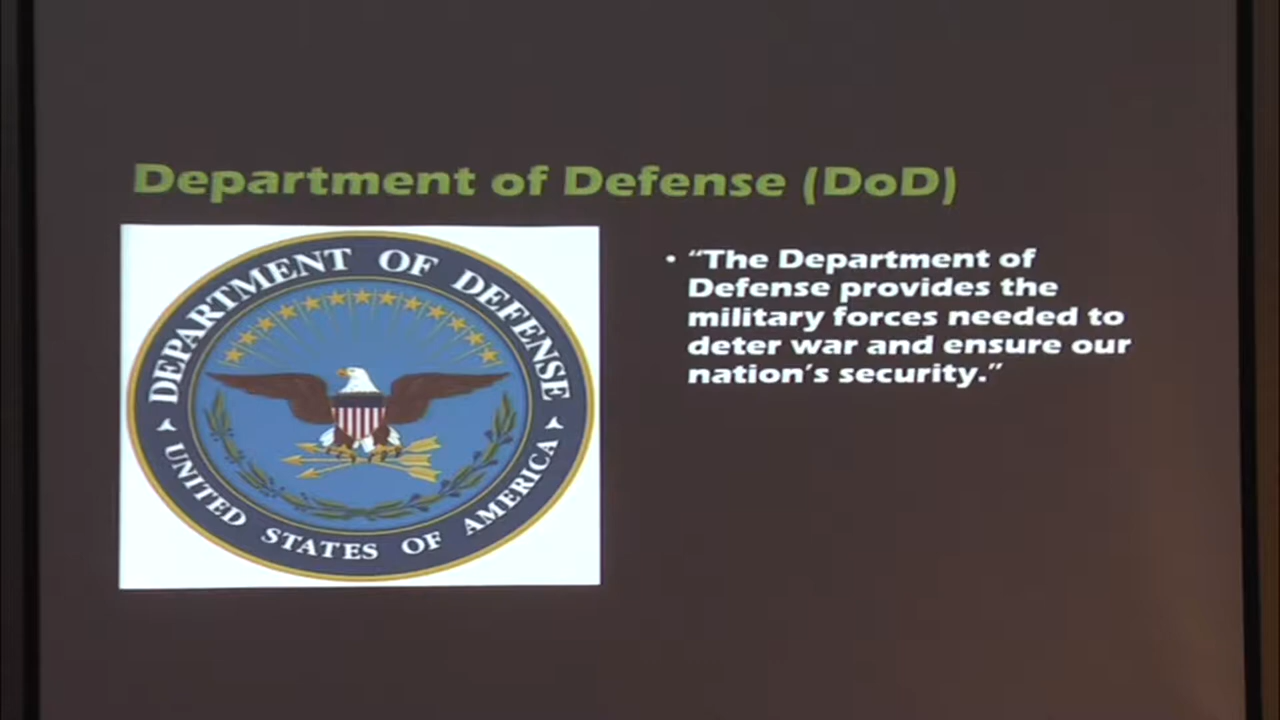 Department of Defense (DoD)
DEPARTMENT OF DEFENSE
UNITED STATES OF AMERICA
• “The Department of
Defense provides the
military forces needed to
deter war and ensure our
nation’s security.”